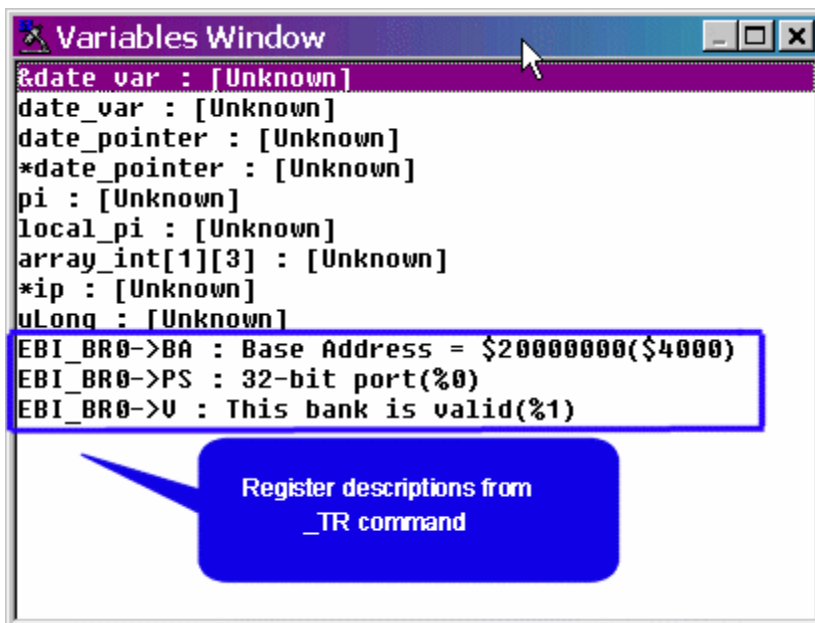 Variables Window
&date_var : [Unknown]
date_var : [Unknown]
date_pointer : [Unknown]
*date_pointer : [Unknown]
pi : [Unknown]
local_pi : [Unknown]
array_int[1][3] : [Unknown]
*ip : [Unknown]
uLong : [Unknown]
EBI_BR0->BA : Base Address = $20000000($4000)
EBI_BR0->PS : 32-bit port(%0)
EBI_BR0->V : This bank is valid(%1)
Register descriptions from
_TR command